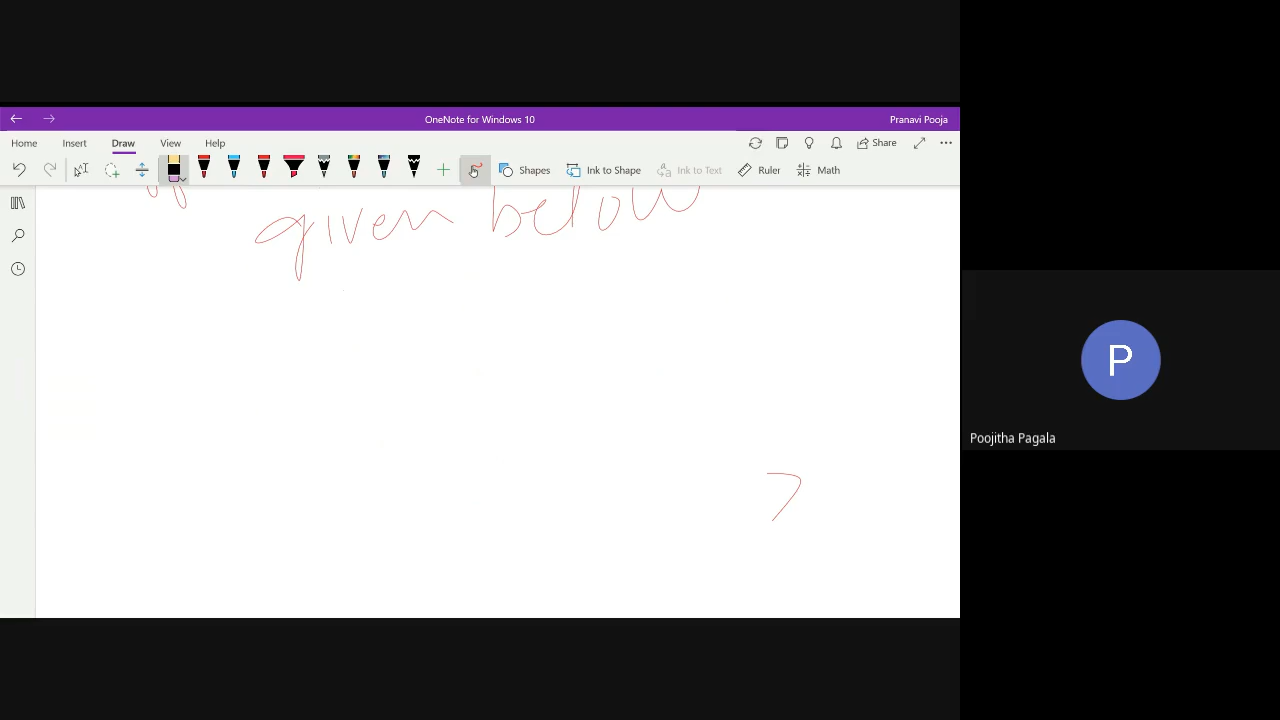 OneNote for Windows 10
Pranavi Pooja
Home Insert Draw View Help
Share
Shapes Ink to Shape Ink to Text Ruler Math
given below
P
Poojitha Pagala